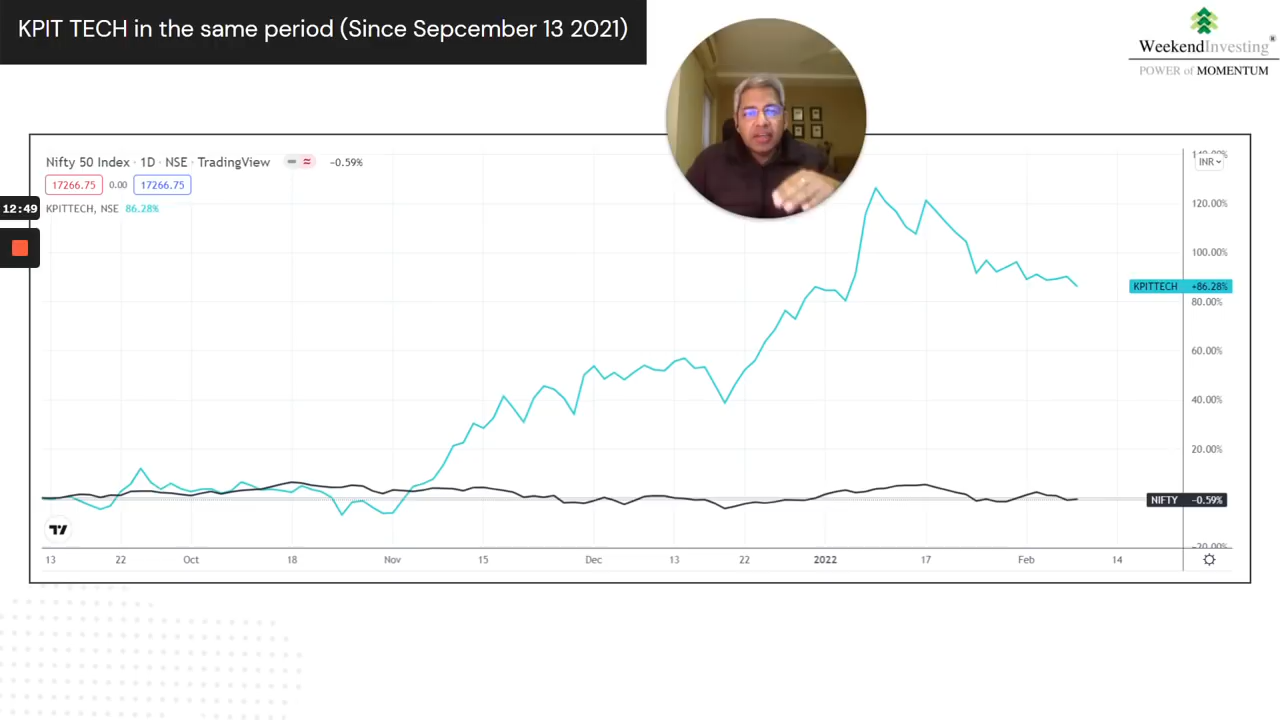 KPIT TECH in the same period (Since Sepcember 13 2021)
WeekendInvesting®
POWER of MOMENTUM
Nifty 50 Index · 1D · NSE · TradingView −0.59%
17266.75 0.00 17266.75
KPITTECH, NSE 86.28%
12:49
140.00%
INR
120.00%
100.00%
KPITTECH +86.28%
80.00%
60.00%
40.00%
20.00%
NIFTY −0.59%
−20.00%
13 22 Oct 18 Nov 15 Dec 13 22 2022 17 Feb 14